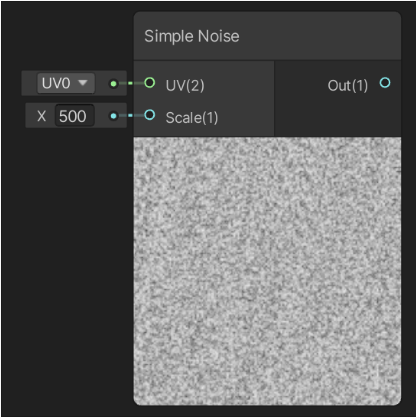 Simple Noise
UV0 UV(2) Out(1)
X 500 Scale(1)